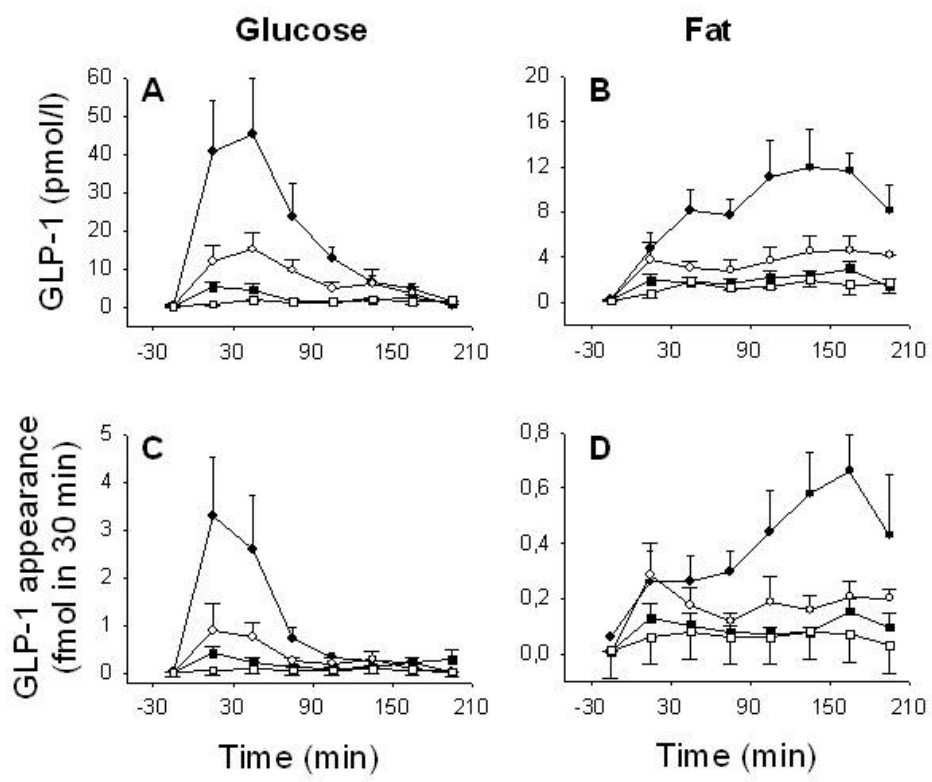 Glucose
Fat
GLP-1 (pmol/l)
A
60
50
40
30
20
10
0
-30 30 90 150 210
B
20
16
12
8
4
0
-30 30 90 150 210
GLP-1 appearance
(fmol in 30 min)
C
5
4
3
2
1
0
-30 30 90 150 210
Time (min)
D
0,8
0,6
0,4
0,2
0,0
-30 30 90 150 210
Time (min)